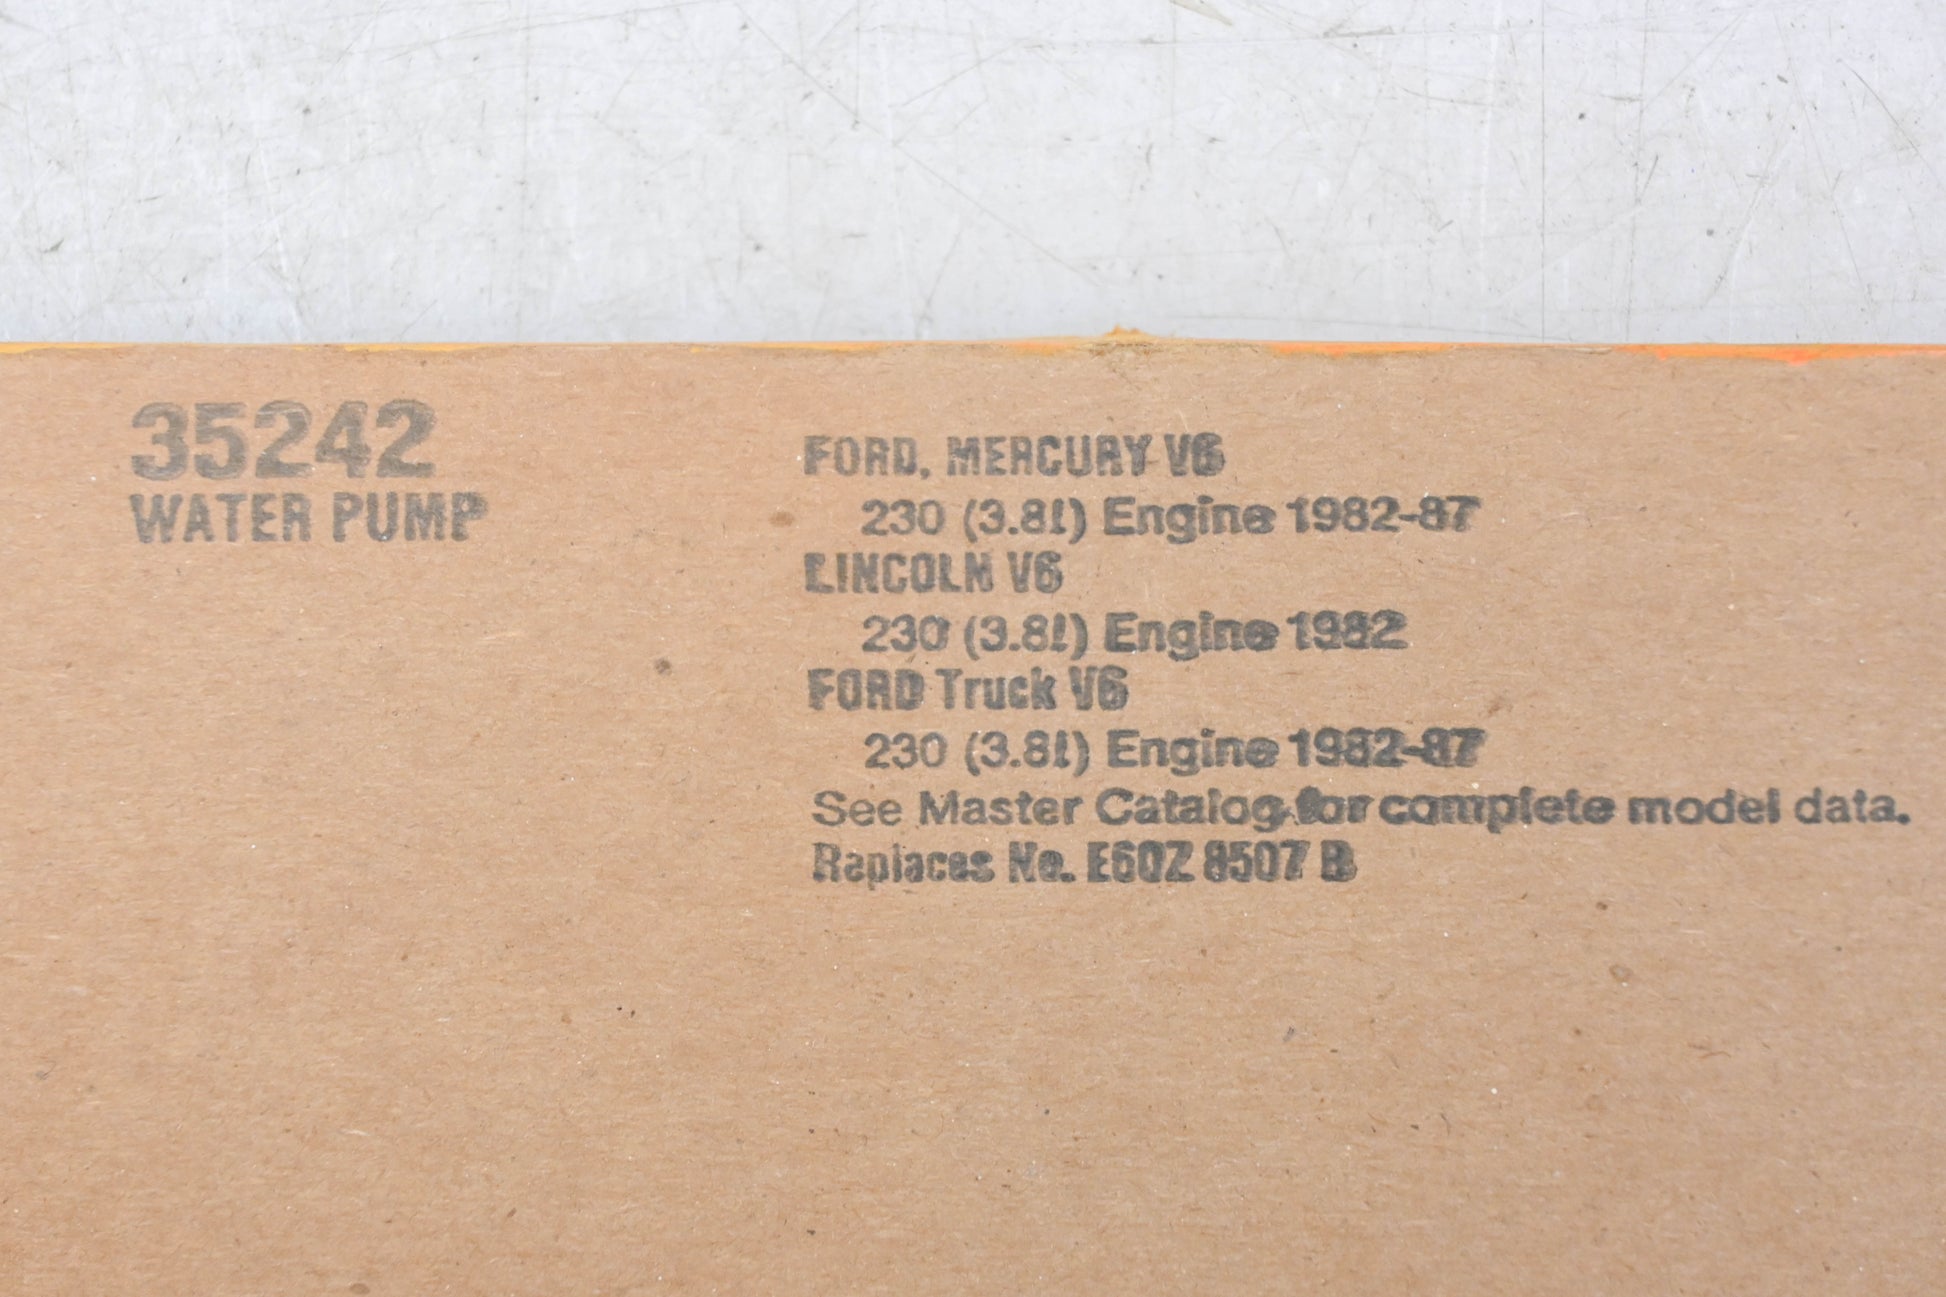 35242
WATER PUMP
FORD, MERCURY V6
230 (3.8l) Engine 1982-87
LINCOLN V6
230 (3.8l) Engine 1982
FORD Truck V6
230 (3.8l) Engine 1982-87
See Master Catalog for complete model data.
Replaces No. E6OZ 8507 B